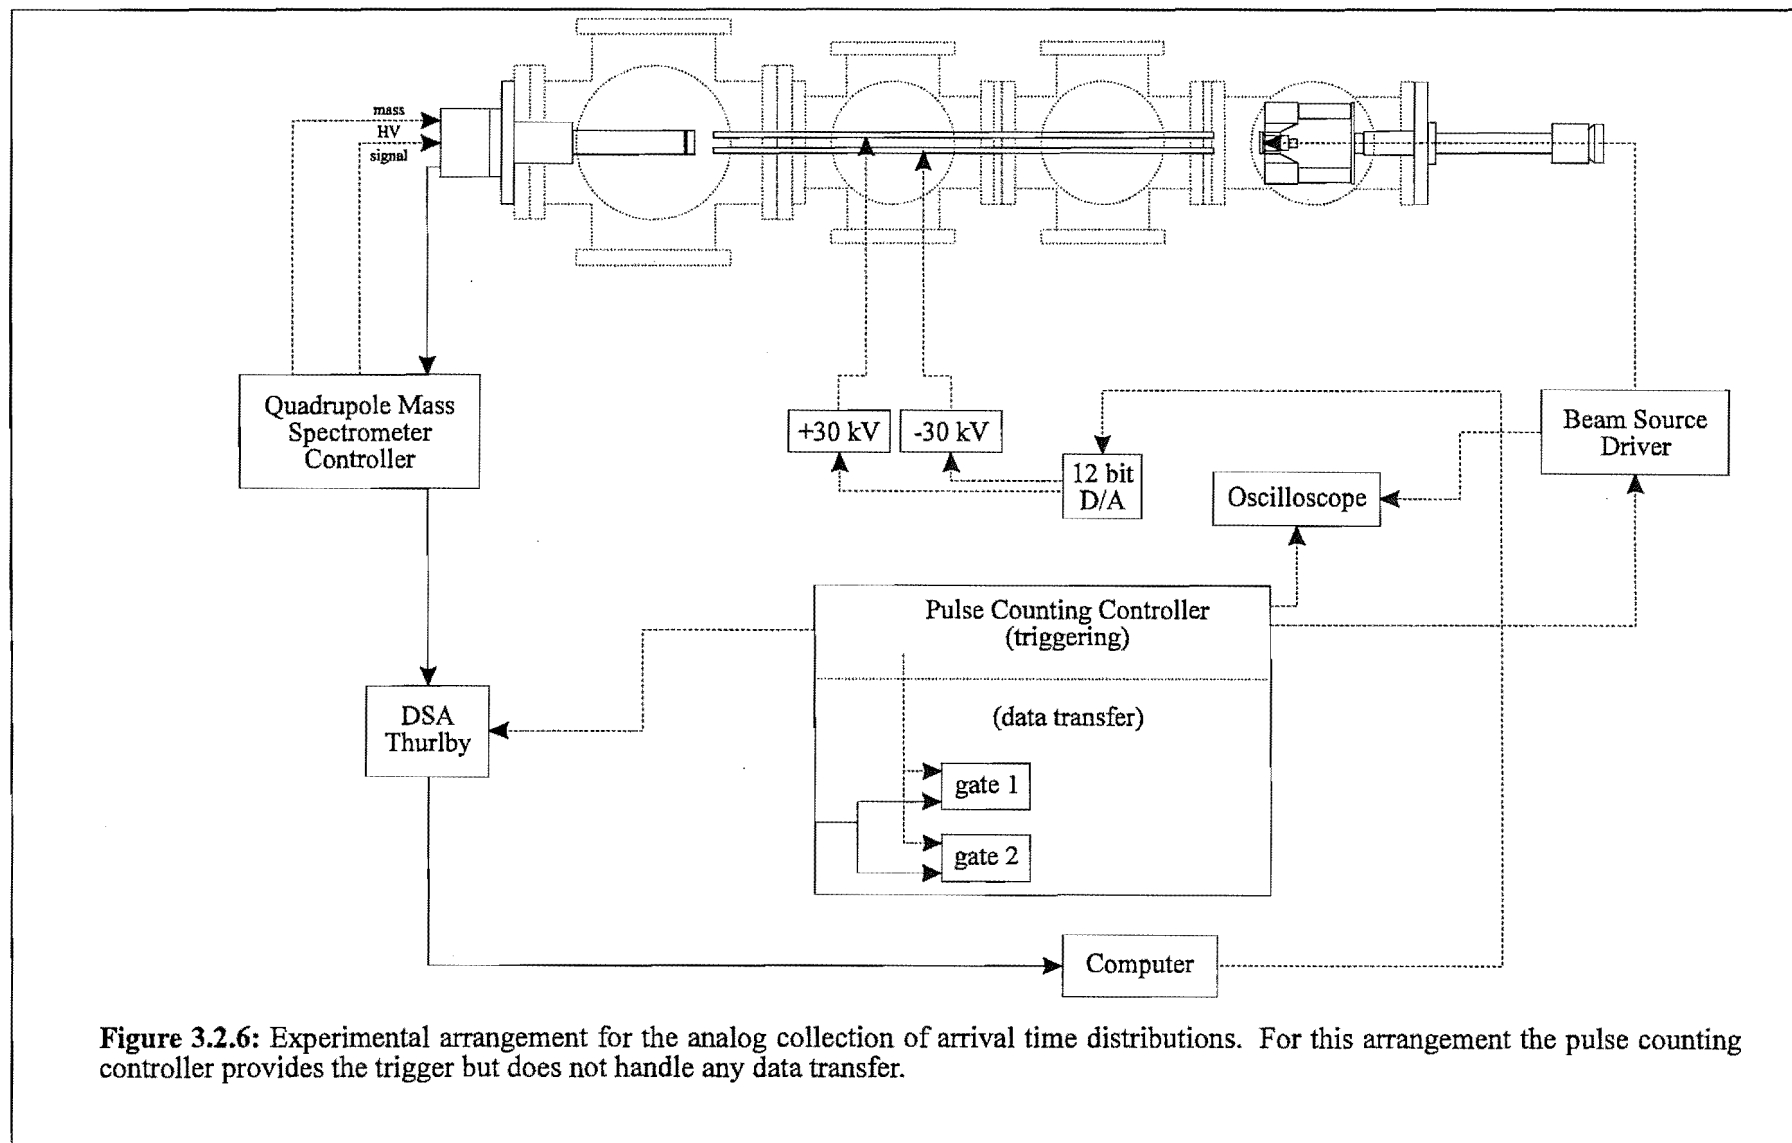 mass
HV
signal
Quadrupole Mass
Spectrometer
Controller
+30 kV
-30 kV
12 bit
D/A
Oscilloscope
Beam Source
Driver
Pulse Counting Controller
(triggering)
(data transfer)
DSA
Thurlby
gate 1
gate 2
Computer
Figure 3.2.6: Experimental arrangement for the analog collection of arrival time distributions. For this arrangement the pulse counting
controller provides the trigger but does not handle any data transfer.